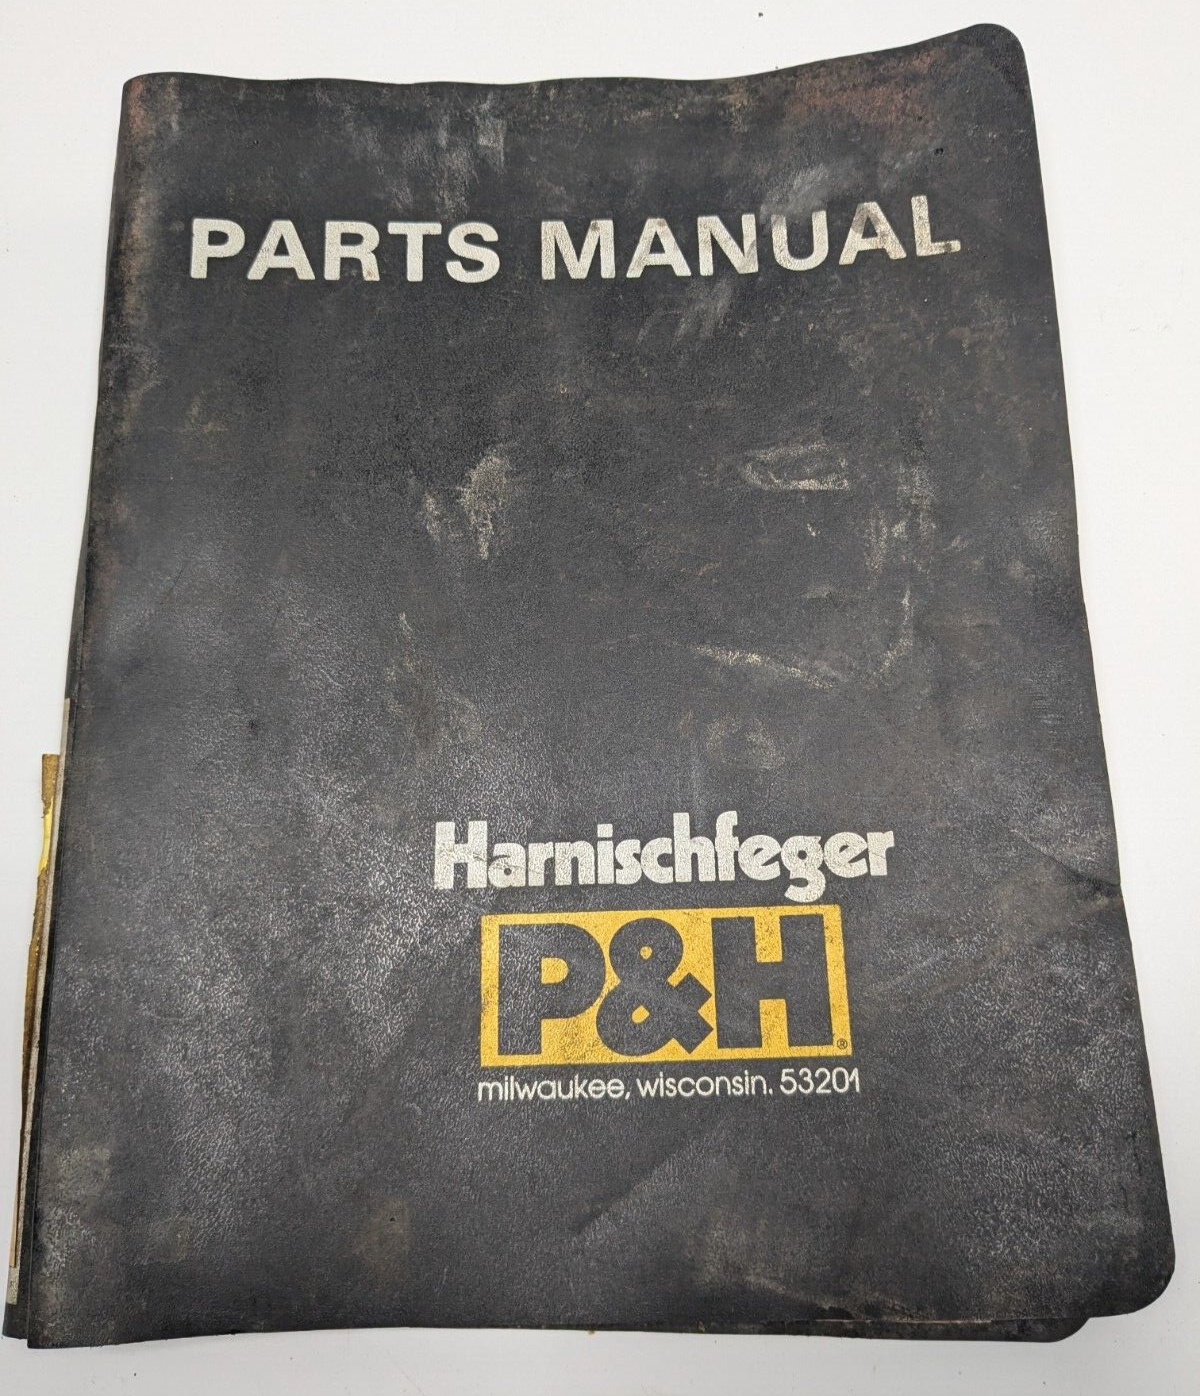 PARTS MANUAL
Harnischfeger
P&H®
milwaukee, wisconsin. 53201